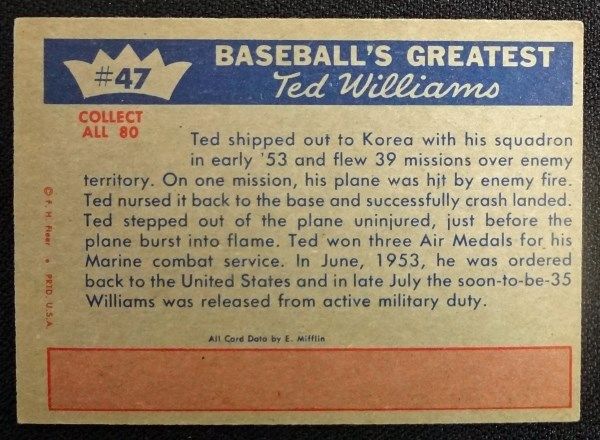 #47
BASEBALL'S GREATEST
Ted Williams
COLLECT
ALL 80
Ted shipped out to Korea with his squadron
in early '53 and flew 39 missions over enemy
territory. On one mission, his plane was hit by enemy fire.
Ted nursed it back to the base and successfully crash landed.
Ted stepped out of the plane uninjured, just before the
plane burst into flame. Ted won three Air Medals for his
Marine combat service. In June, 1953, he was ordered
back to the United States and in late July the soon-to-be-35
Williams was released from active military duty.
All Card Data by E. Mifflin
© F. H. Fleer • PRTD U.S.A.